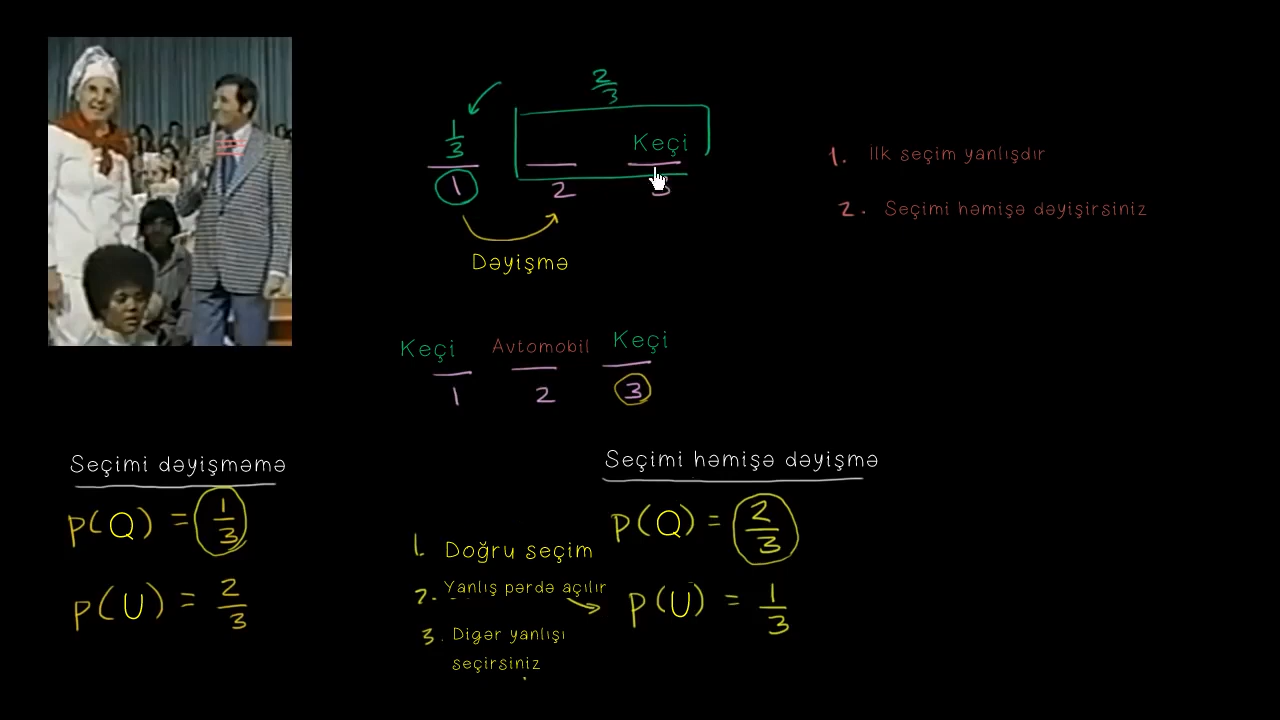 2/3
1/3
Keçi
1 2 3
Dəyişmə
1. İlk seçim yanlışdır
2. Seçimi həmişə dəyişirsiniz
Keçi Avtomobil Keçi
1 2 3
Seçimi dəyişməmə
P(Q) = 1/3
P(U) = 2/3
1. Doğru seçim
2. Yanlış pərdə açılır
3. Digər yanlışı
seçirsiniz
Seçimi həmişə dəyişmə
P(Q) = 2/3
P(U) = 1/3